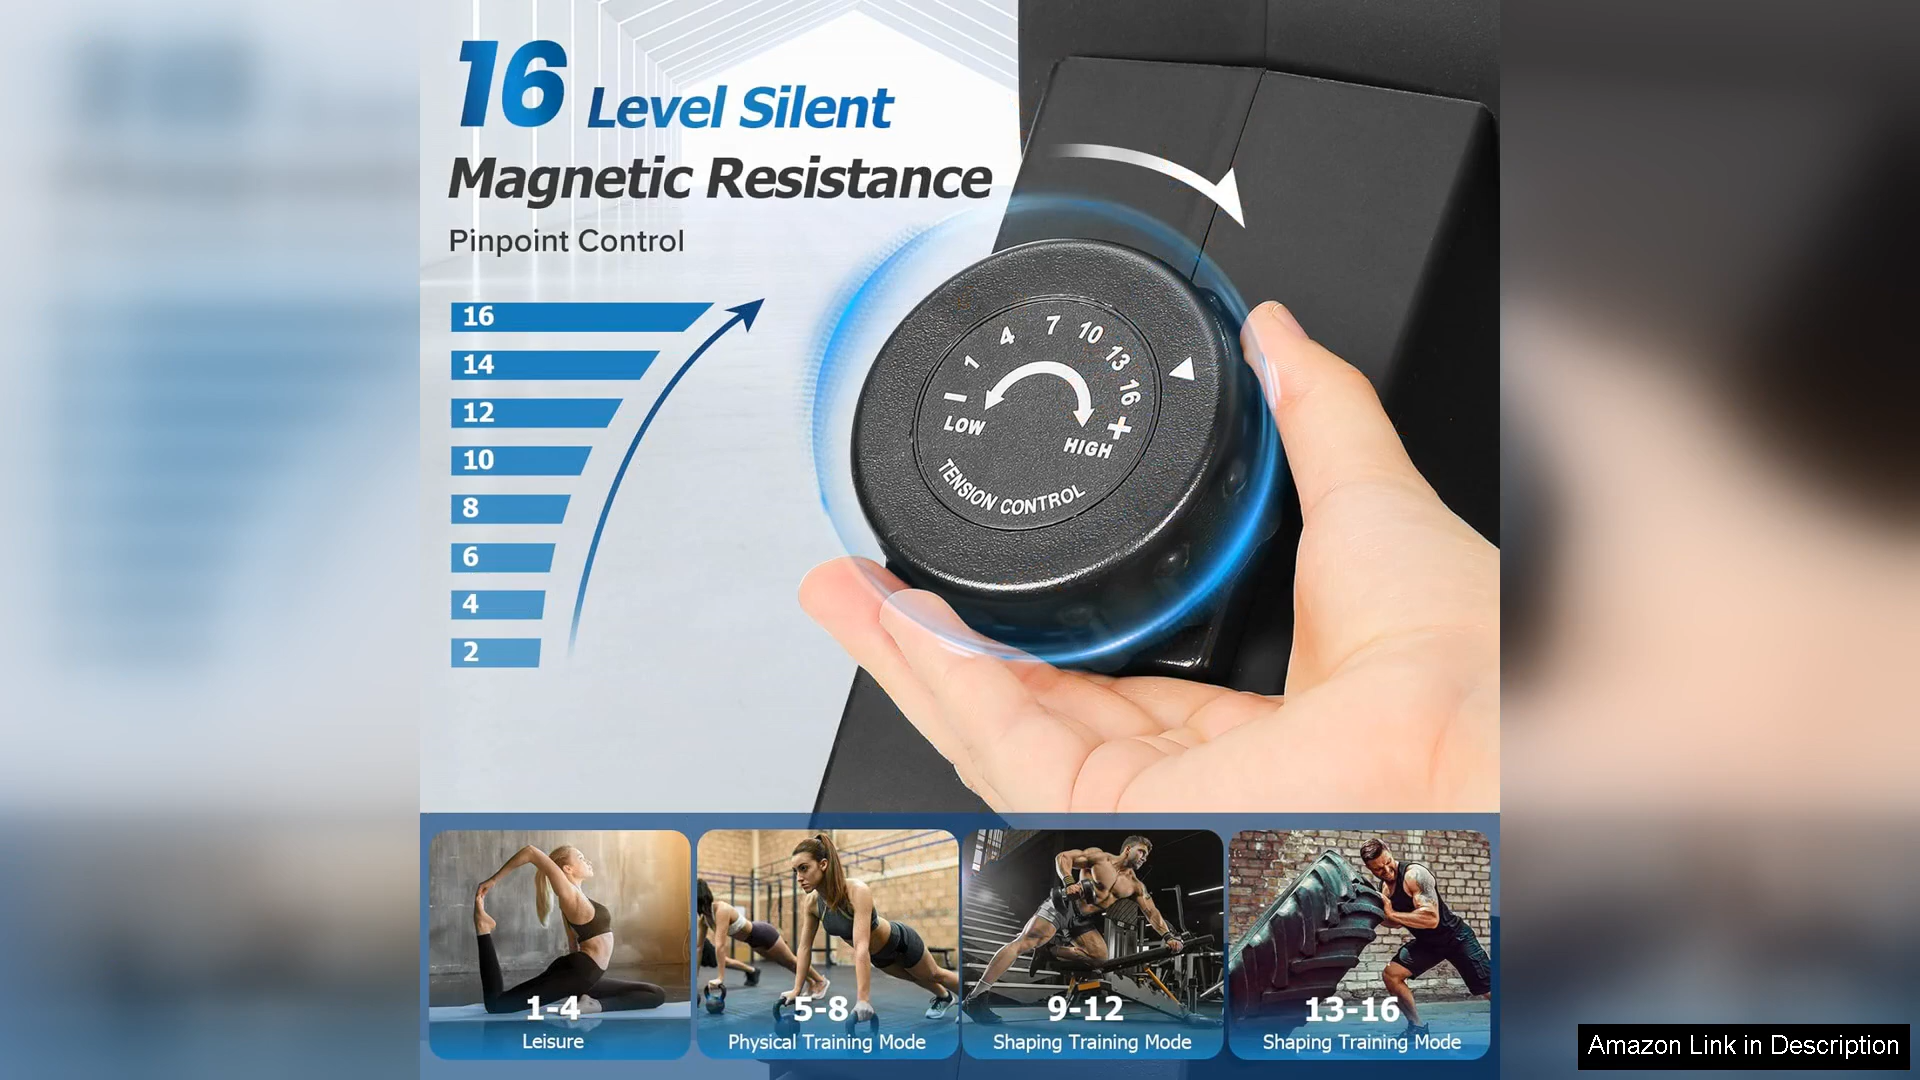 16 Level Silent
Magnetic Resistance
Pinpoint Control
16
14
12
10
8
6
4
2
1 4 7 10 13 16
− +
LOW HIGH
TENSION CONTROL
1-4
Leisure
5-8
Physical Training Mode
9-12
Shaping Training Mode
13-16
Shaping Training Mode
Amazon Link in Description